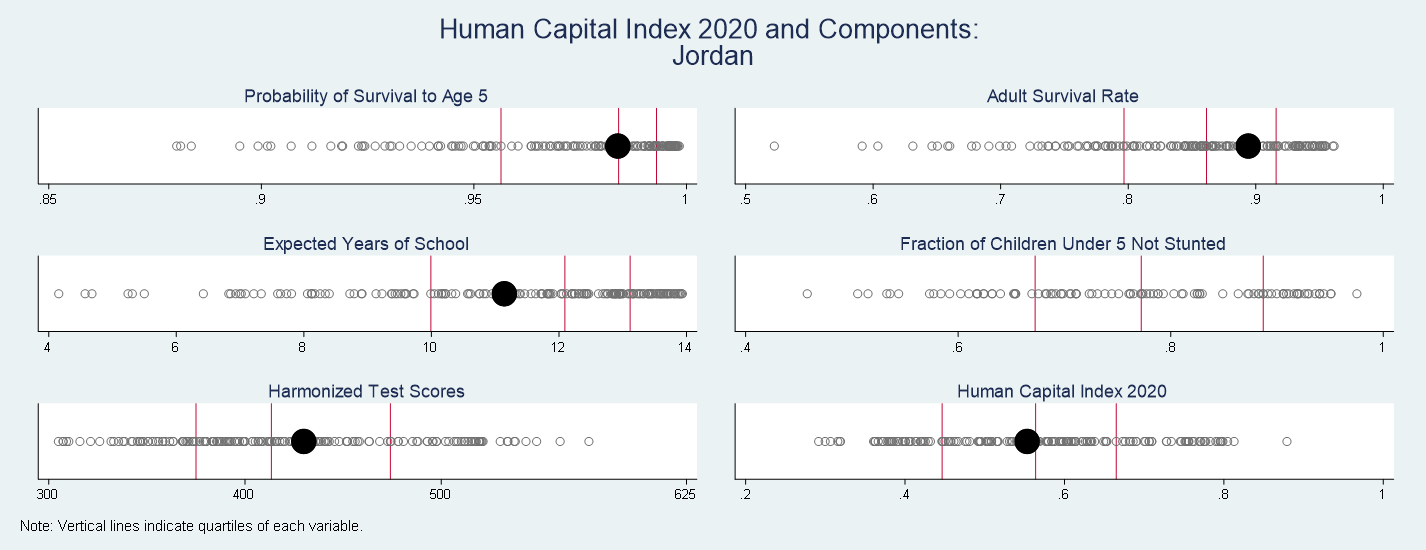 Human Capital Index 2020 and Components:
Jordan
Probability of Survival to Age 5
.85 .9 .95 1
Adult Survival Rate
.5 .6 .7 .8 .9 1
Expected Years of School
4 6 8 10 12 14
Fraction of Children Under 5 Not Stunted
.4 .6 .8 1
Harmonized Test Scores
300 400 500 625
Human Capital Index 2020
.2 .4 .6 .8 1
Note: Vertical lines indicate quartiles of each variable.